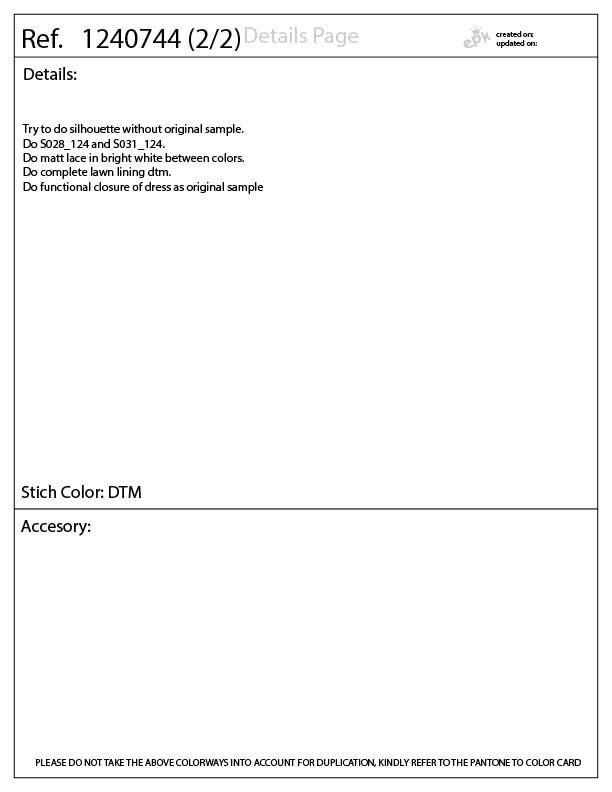 Ref. 1240744 (2/2) Details Page
epk
created on:
updated on:
Details:
Try to do silhouette without original sample.
Do S028_124 and S031_124.
Do matt lace in bright white between colors.
Do complete lawn lining dtm.
Do functional closure of dress as original sample
Stich Color: DTM
Accesory:
PLEASE DO NOT TAKE THE ABOVE COLORWAYS INTO ACCOUNT FOR DUPLICATION, KINDLY REFER TO THE PANTONE TO COLOR CARD